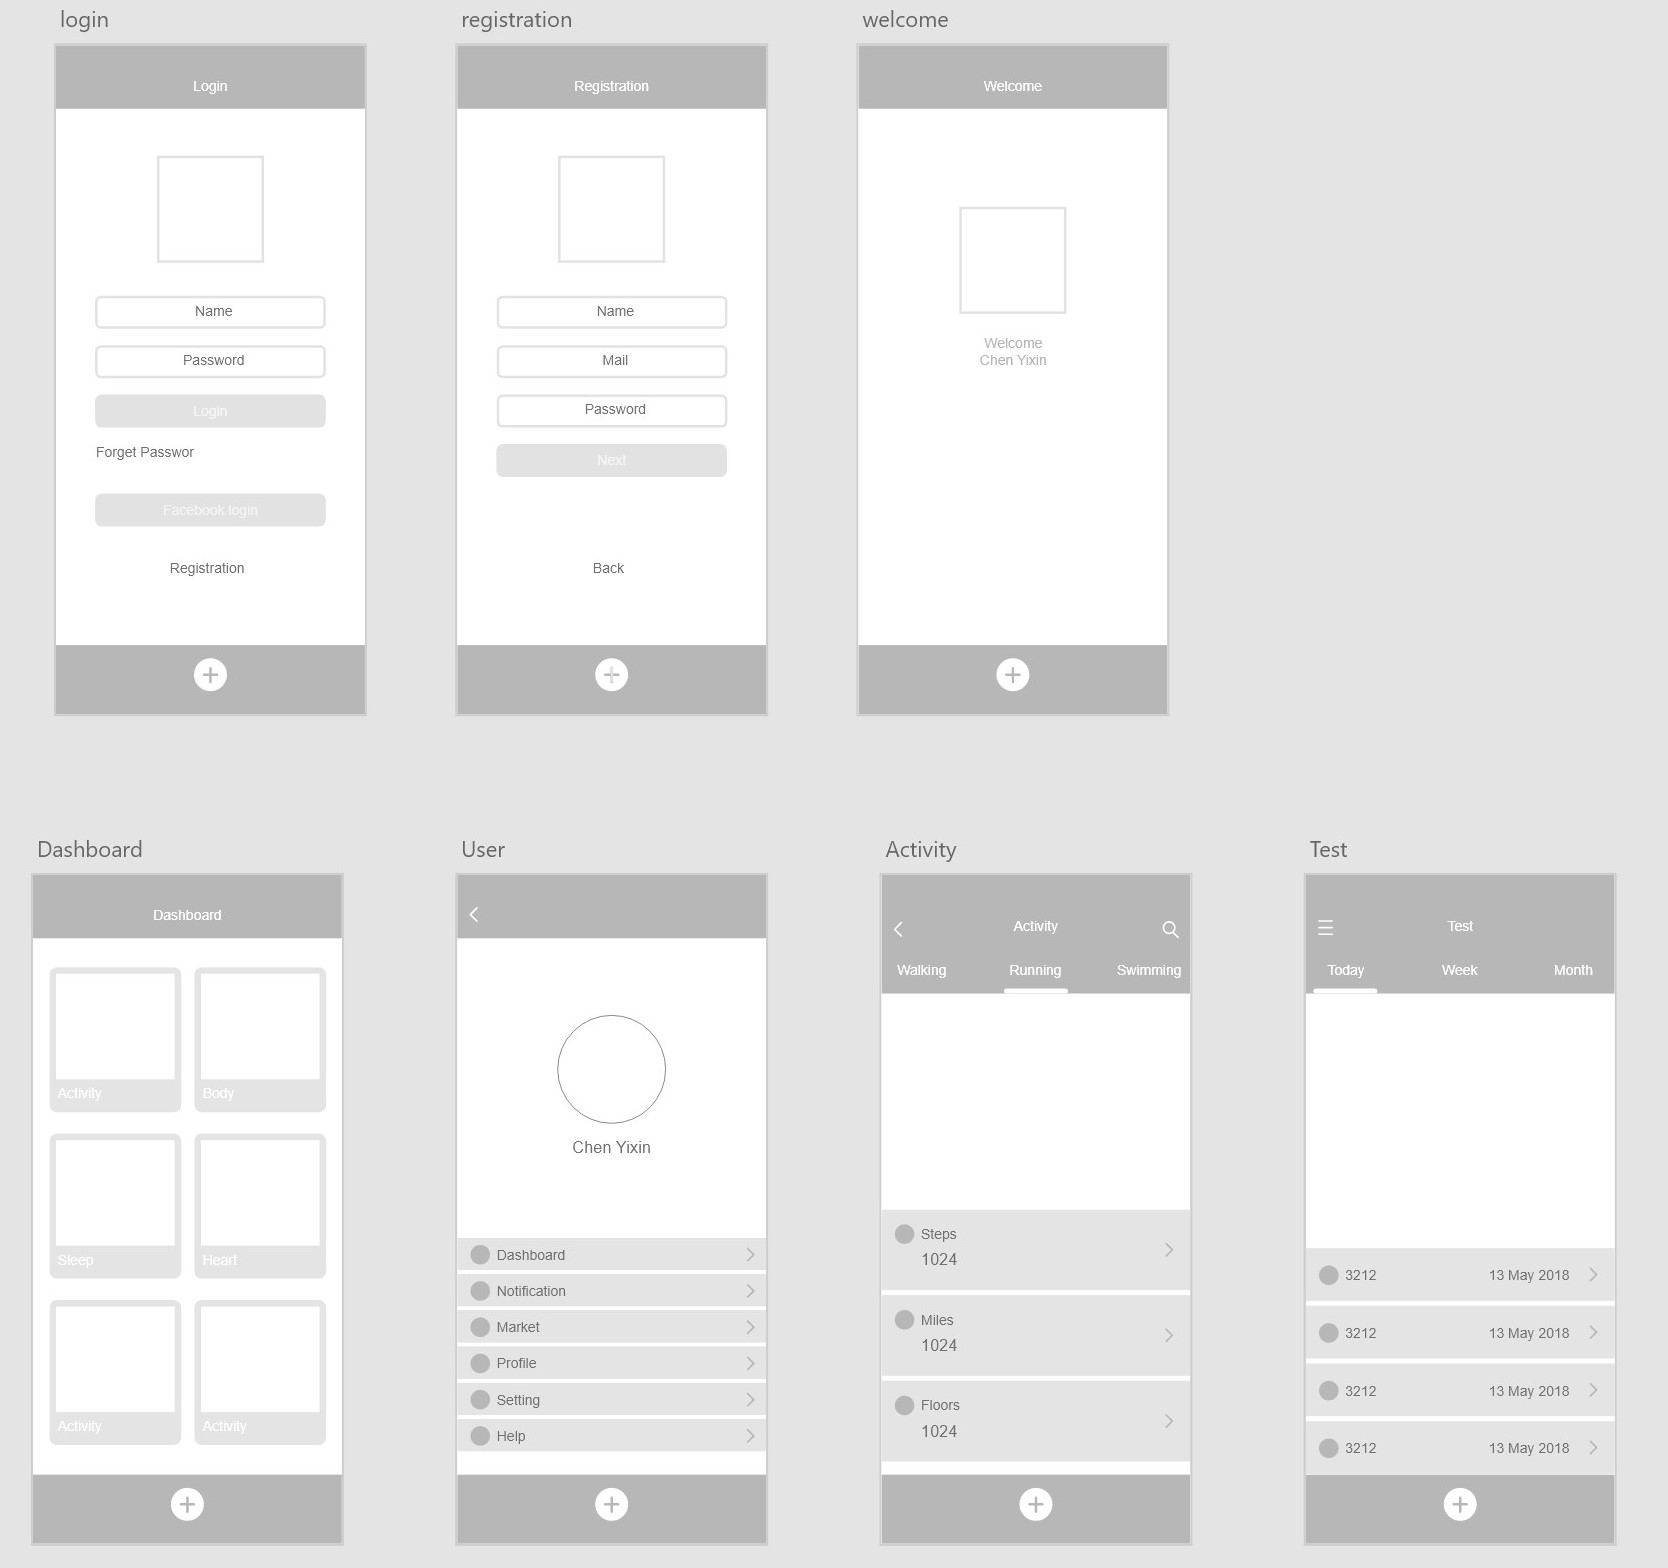 login
registration
welcome
Login
Name
Password
Login
Forget Passwor
Facebook login
Registration
Registration
Name
Mail
Password
Next
Back
Welcome
Welcome
Chen Yixin
Dashboard
User
Activity
Test
Dashboard
Activity
Body
Sleep
Heart
Activity
Activity
Chen Yixin
Dashboard
Notification
Market
Profile
Setting
Help
Activity
Walking Running Swimming
Steps
1024
Miles
1024
Floors
1024
Test
Today Week Month
3212 13 May 2018
3212 13 May 2018
3212 13 May 2018
3212 13 May 2018